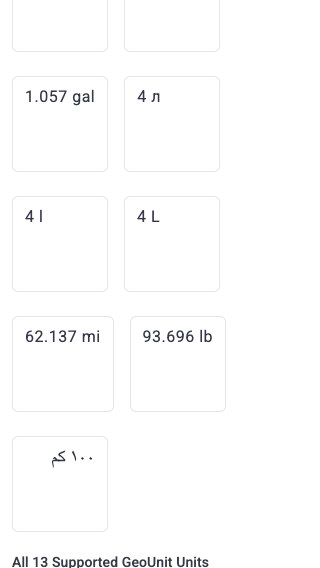 1.057 gal
4 л
4 l
4 L
62.137 mi
93.696 lb
١٠٠ كم
All 13 Supported GeoUnit Units